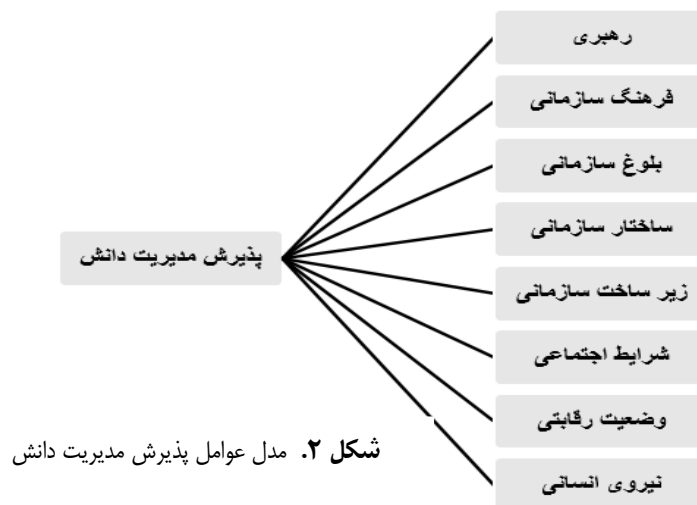 رهبری
فرهنگ سازمانی
بلوغ سازمانی
ساختار سازمانی
پذیرش مدیریت دانش
زیر ساخت سازمانی
شرایط اجتماعی
وضعیت رقابتی
شکل ۲. مدل عوامل پذیرش مدیریت دانش
نیروی انسانی